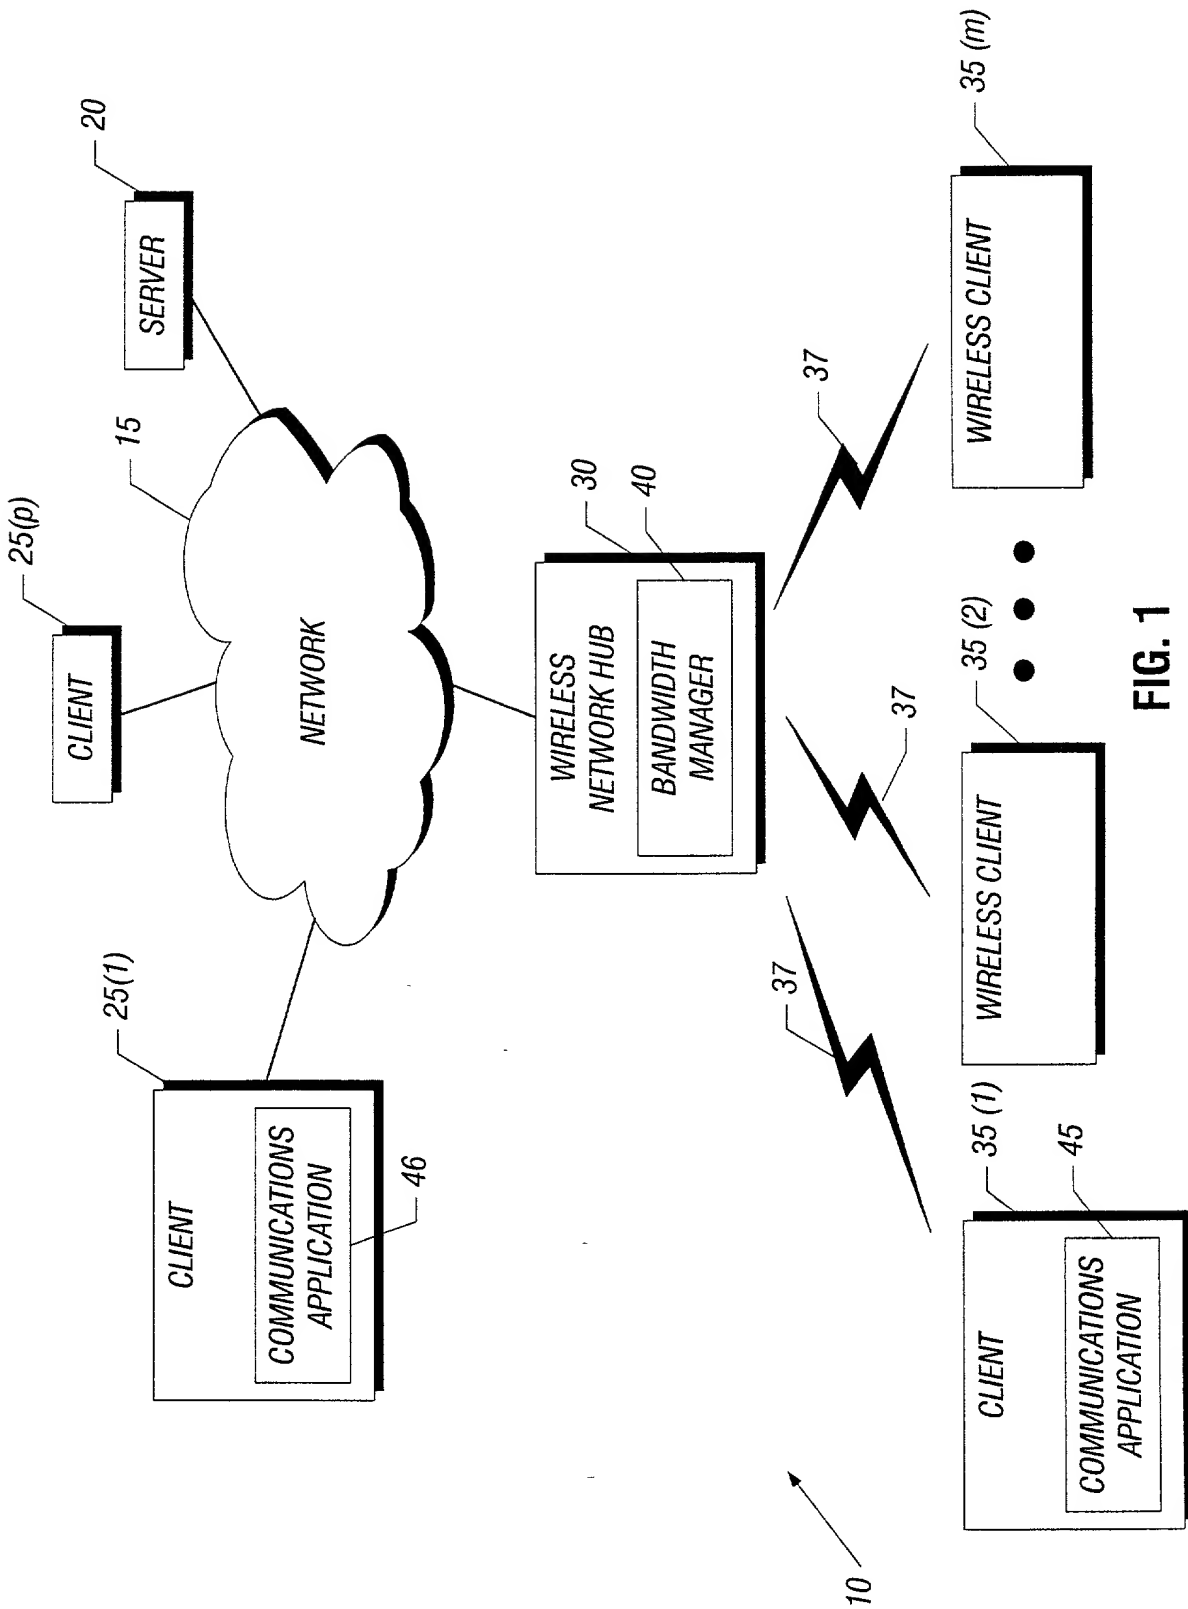 25(p)
CLIENT
20
SERVER
15
NETWORK
25(1)
CLIENT
COMMUNICATIONS
APPLICATION
46
30
WIRELESS
NETWORK HUB
40
BANDWIDTH
MANAGER
37
37
37
10
35 (1)
CLIENT
45
COMMUNICATIONS
APPLICATION
35 (2)
WIRELESS CLIENT
35 (m)
WIRELESS CLIENT
FIG. 1